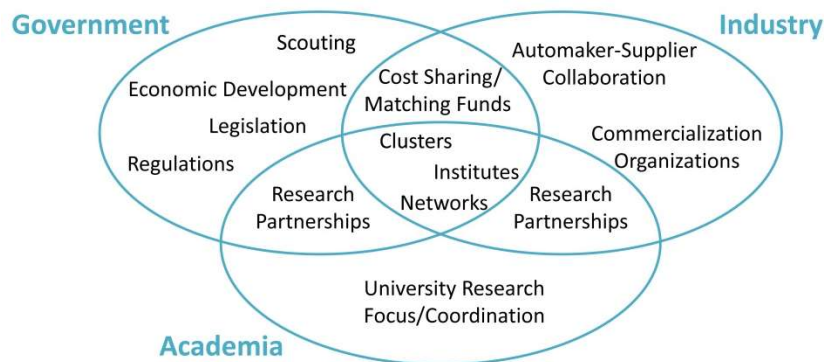 Government
Industry
Scouting
Automaker-Supplier
Collaboration
Economic Development
Cost Sharing/
Matching Funds
Legislation
Clusters
Commercialization
Organizations
Regulations
Institutes
Research
Partnerships
Networks
Research
Partnerships
University Research
Focus/Coordination
Academia